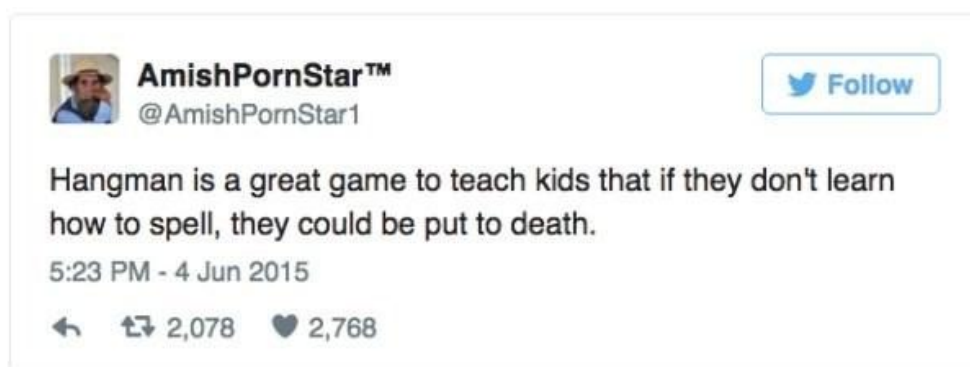 AmishPornStar™
@AmishPornStar1
Follow
Hangman is a great game to teach kids that if they don't learn
how to spell, they could be put to death.
5:23 PM - 4 Jun 2015
2,078 2,768